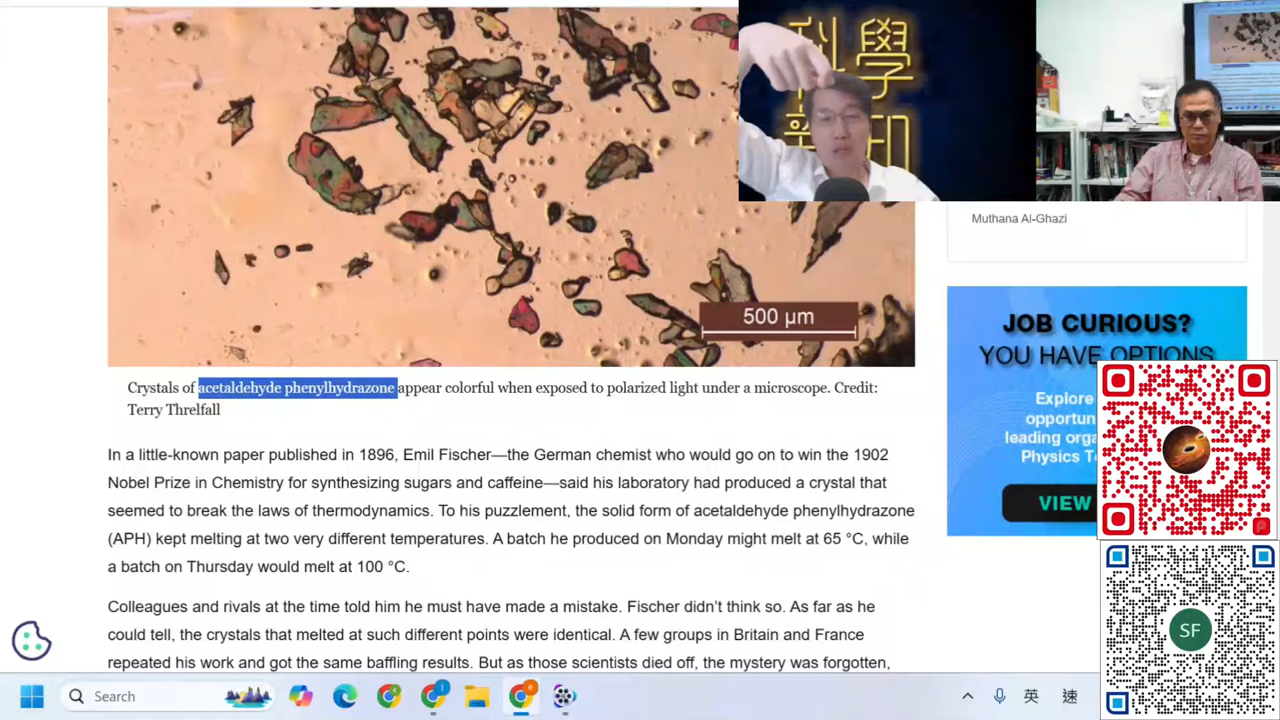 科學
新知
500 µm
Muthana Al-Ghazi
JOB CURIOUS?
YOU HAVE OPTIONS
Explore
opportun
leading orga
Physics To
VIEW
Crystals of acetaldehyde phenylhydrazone appear colorful when exposed to polarized light under a microscope. Credit:
Terry Threlfall
In a little-known paper published in 1896, Emil Fischer—the German chemist who would go on to win the 1902
Nobel Prize in Chemistry for synthesizing sugars and caffeine—said his laboratory had produced a crystal that
seemed to break the laws of thermodynamics. To his puzzlement, the solid form of acetaldehyde phenylhydrazone
(APH) kept melting at two very different temperatures. A batch he produced on Monday might melt at 65 °C, while
a batch on Thursday would melt at 100 °C.
Colleagues and rivals at the time told him he must have made a mistake. Fischer didn’t think so. As far as he
could tell, the crystals that melted at such different points were identical. A few groups in Britain and France
repeated his work and got the same baffling results. But as those scientists died off, the mystery was forgotten,
SF
Search
英
速